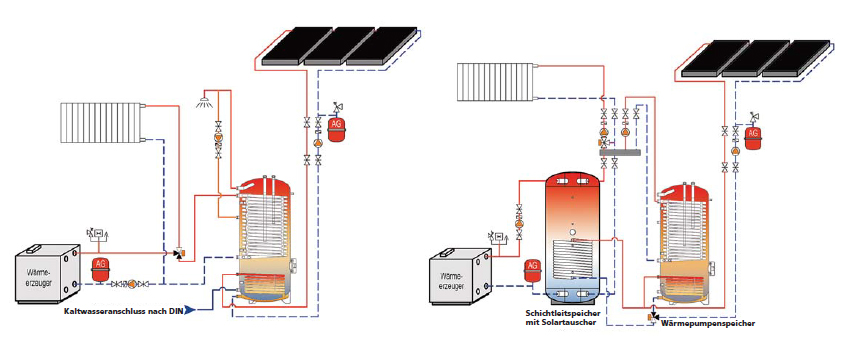 AG
Wärme-
erzeuger
AG
Kaltwasseranschluss nach DIN
AG
Wärme-
erzeuger
AG
Schichtleitspeicher
mit Solartauscher
Wärmepumpenspeicher